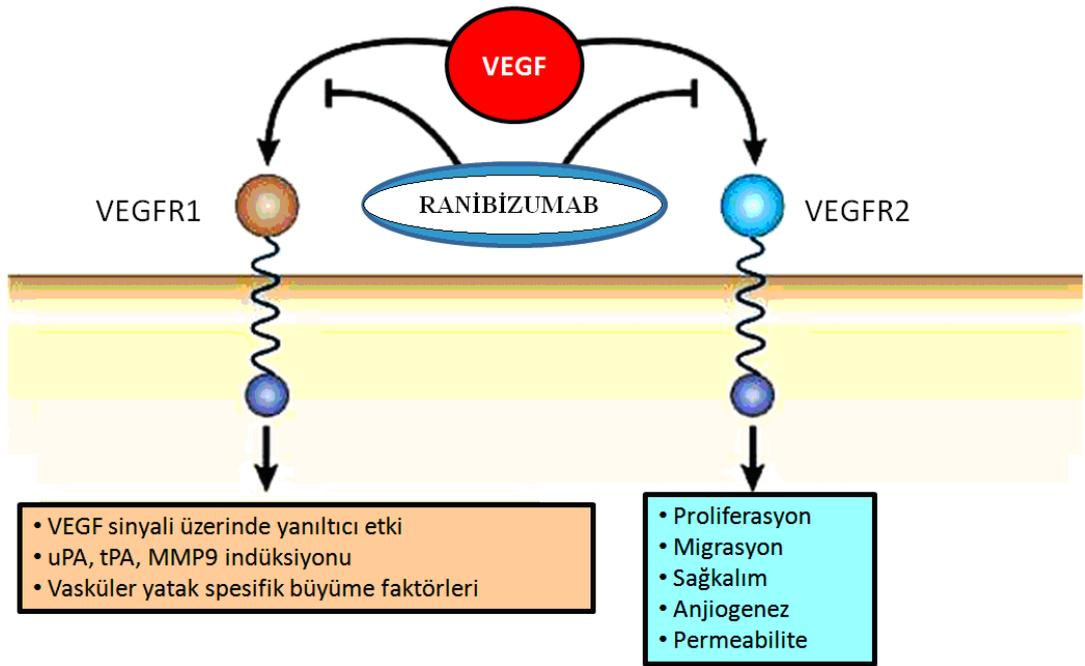 VEGF
VEGFR1
RANİBİZUMAB
VEGFR2
• VEGF sinyali üzerinde yanıltıcı etki
• uPA, tPA, MMP9 indüksiyonu
• Vasküler yatak spesifik büyüme faktörleri
• Proliferasyon
• Migrasyon
• Sağkalım
• Anjiogenez
• Permeabilite